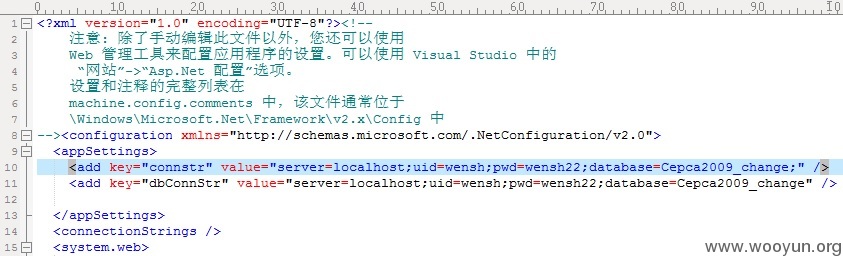 0 10 20 30 40 50 60 70 80 90 10
1 <?xml version="1.0" encoding="UTF-8"?><!--
2 注意: 除了手动编辑此文件以外，您还可以使用
3 Web 管理工具来配置应用程序的设置。可以使用 Visual Studio 中的
4 “网站”->“Asp.Net 配置”选项。
5 设置和注释的完整列表在
6 machine.config.comments 中，该文件通常位于
7 \Windows\Microsoft.Net\Framework\v2.x\Config 中
8 --><configuration xmlns="http://schemas.microsoft.com/.NetConfiguration/v2.0">
9 <appSettings>
10 <add key="connstr" value="server=localhost;uid=wensh;pwd=wensh22;database=Cepca2009_change;" />
11 <add key="dbConnStr" value="server=localhost;uid=wensh;pwd=wensh22;database=Cepca2009_change" />
12
13 </appSettings>
14 <connectionStrings />
15 <system.web>
www.wooyun.org